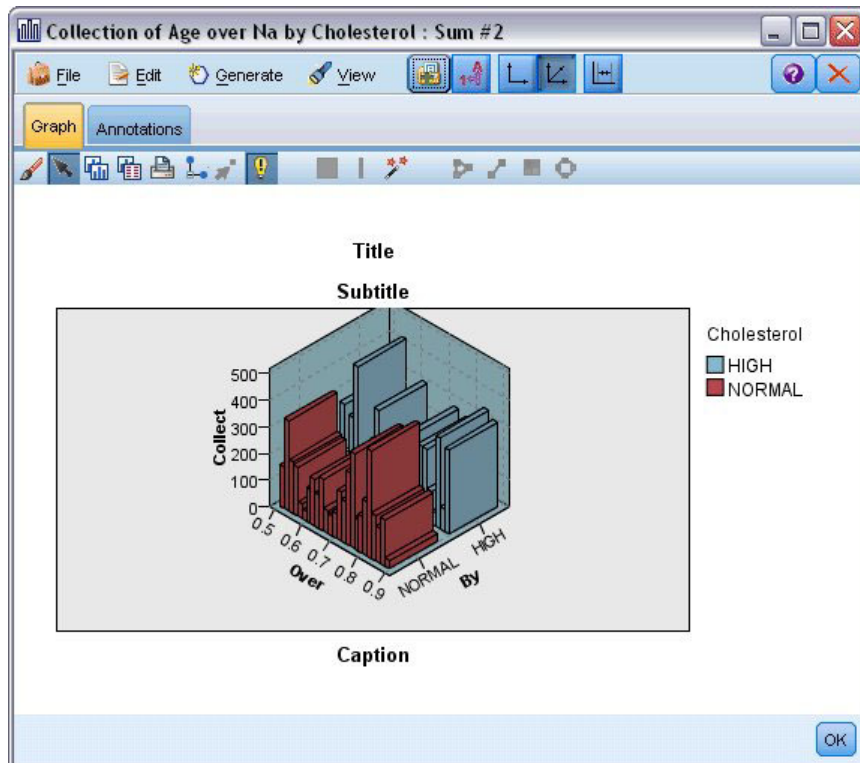 Collection of Age over Na by Cholesterol : Sum #2
File Edit Generate View
Graph Annotations
Title
Subtitle
Cholesterol
HIGH
NORMAL
500
400
300
200
100
0
Collect
0.5 0.6 0.7 0.8 0.9
Over
NORMAL HIGH
By
Caption
OK